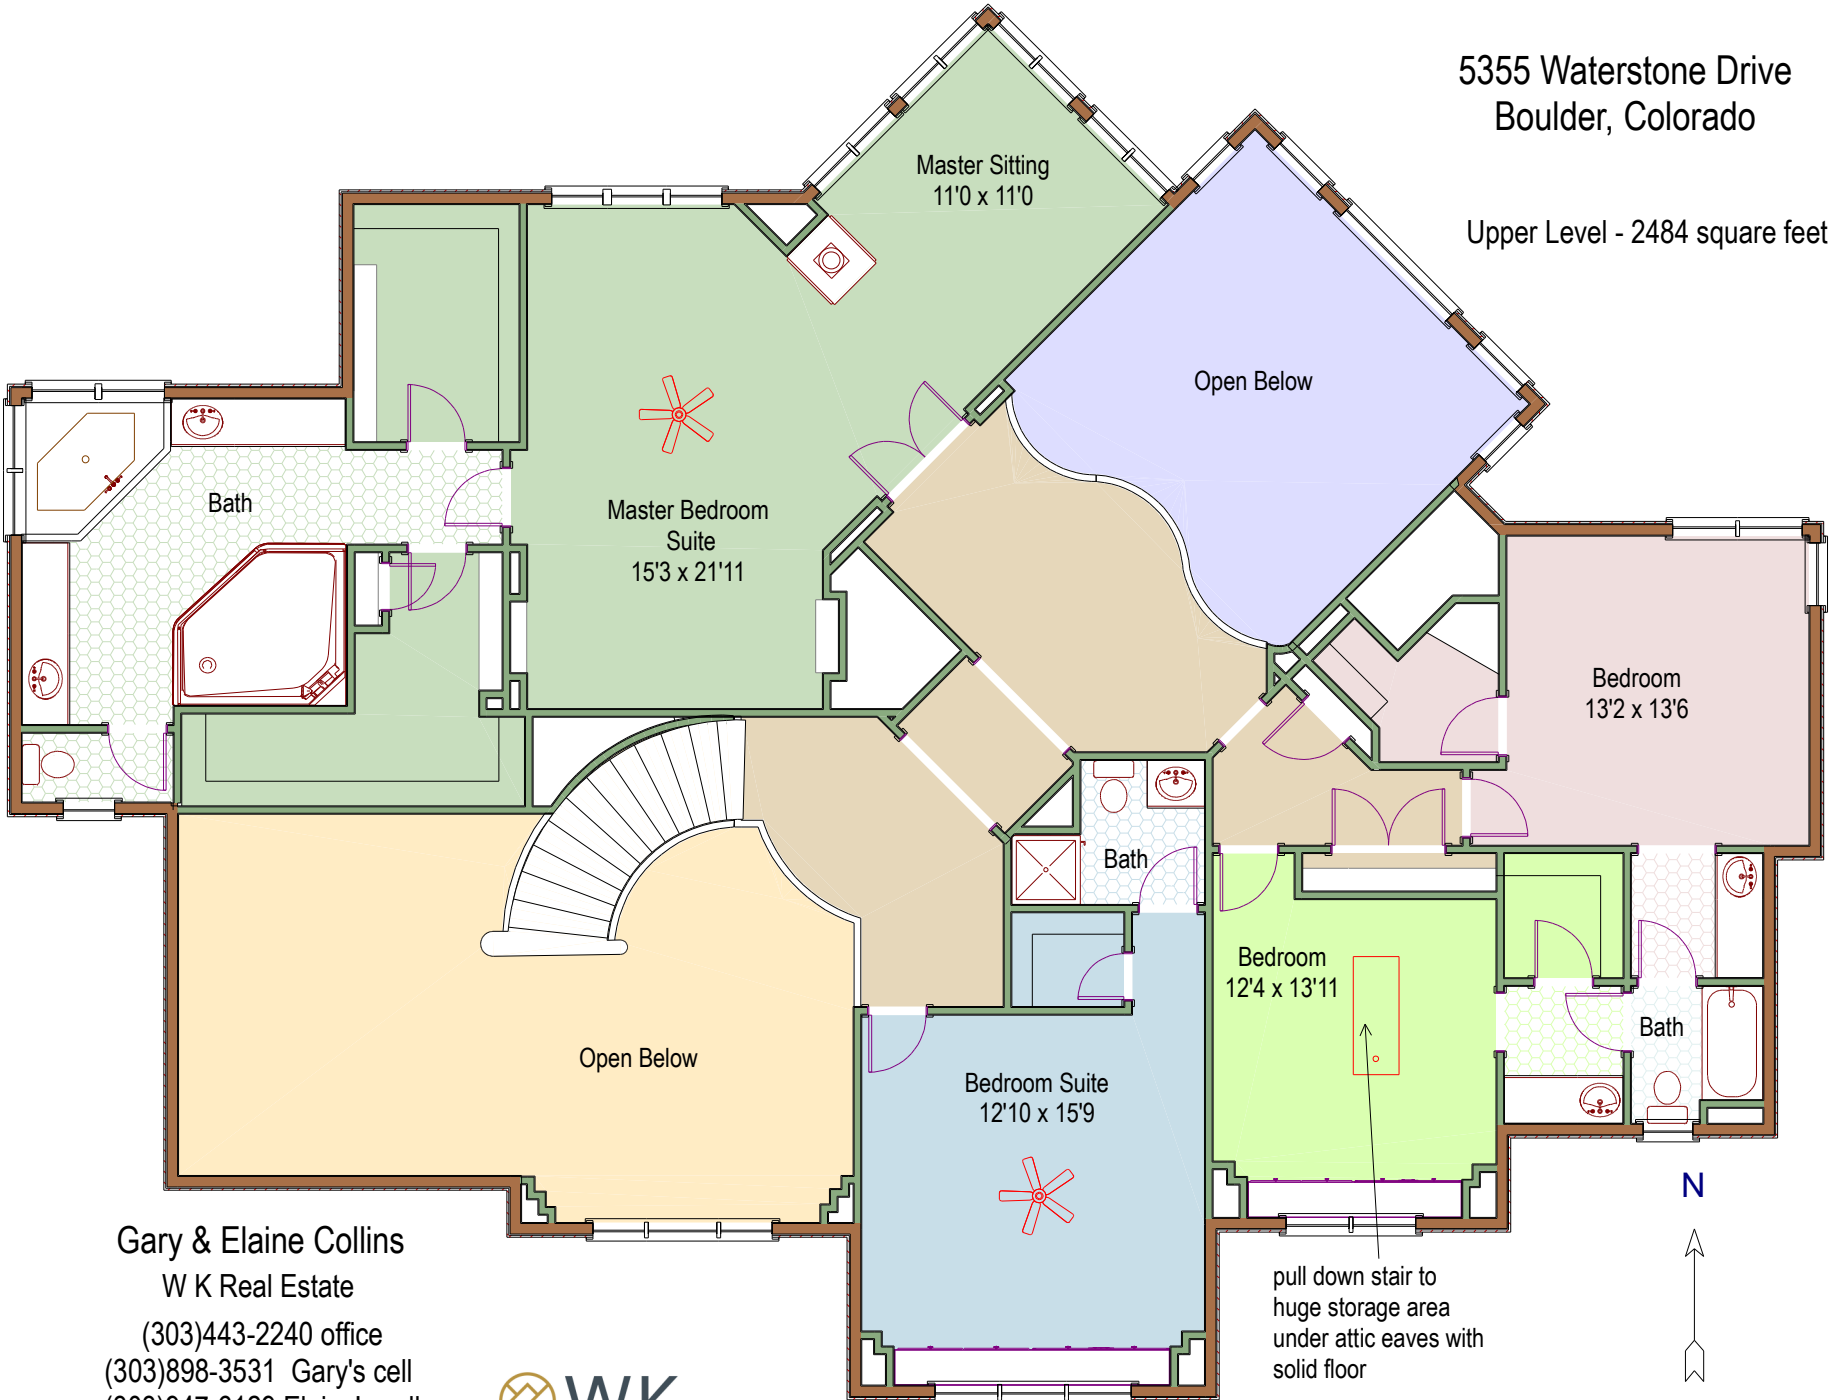 5355 Waterstone Drive
Boulder, Colorado
Upper Level - 2484 square feet
Master Sitting
11'0 x 11'0
Open Below
Bath
Master Bedroom
Suite
15'3 x 21'11
Bedroom
13'2 x 13'6
Bath
Bedroom
12'4 x 13'11
Bath
Open Below
Bedroom Suite
12'10 x 15'9
N
pull down stair to
huge storage area
under attic eaves with
solid floor
Gary & Elaine Collins
W K Real Estate
(303)443-2240 office
(303)898-3531 Gary's cell
WK